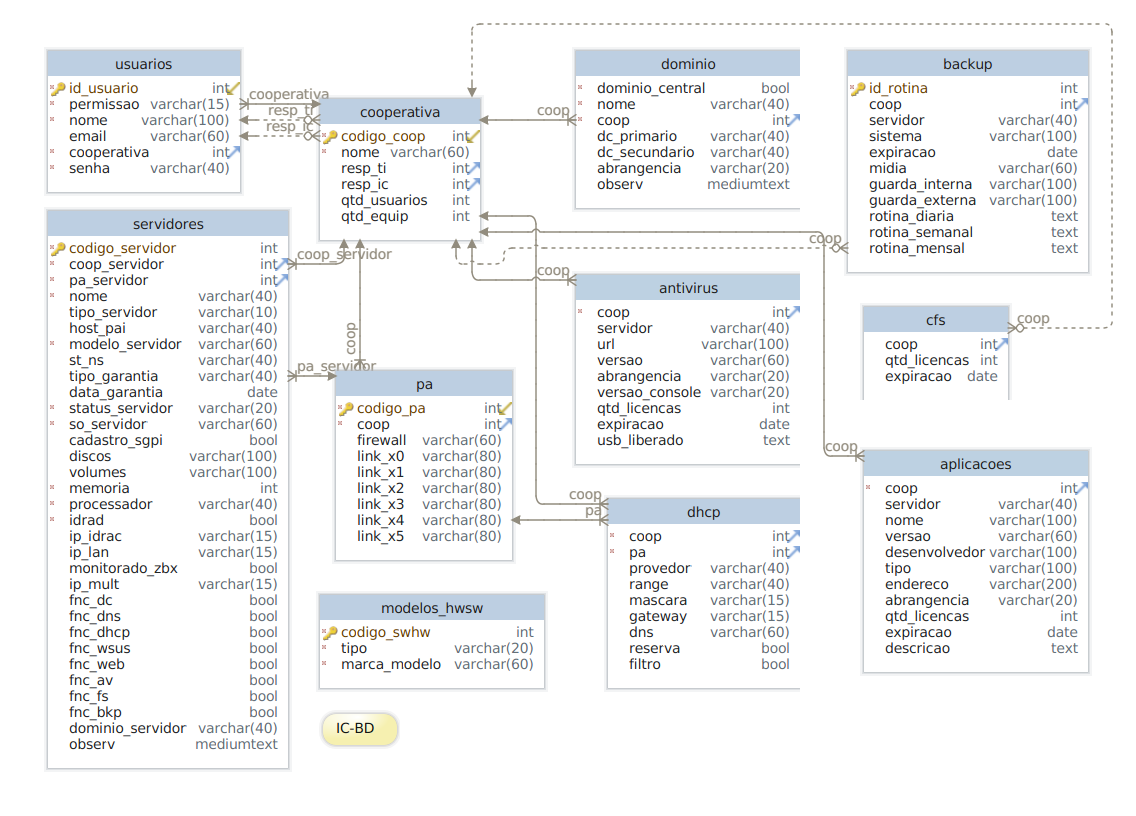 usuarios
id_usuario int
permissao varchar(15)
nome varchar(100)
email varchar(60)
cooperativa int
senha varchar(40)
cooperativa
resp_ti
resp_ic
cooperativa
codigo_coop int
nome varchar(60)
resp_ti int
resp_ic int
qtd_usuarios int
qtd_equip int
coop
dominio
dominio_central bool
nome varchar(40)
coop int
dc_primario varchar(40)
dc_secundario varchar(40)
abrangencia varchar(20)
observ mediumtext
backup
id_rotina int
coop int
servidor varchar(40)
sistema varchar(100)
expiracao date
midia varchar(60)
guarda_interna varchar(100)
guarda_externa varchar(100)
rotina_diaria text
rotina_semanal text
rotina_mensal text
coop
servidores
codigo_servidor int
coop_servidor int
pa_servidor int
nome varchar(40)
tipo_servidor varchar(10)
host_pai varchar(40)
modelo_servidor varchar(60)
st_ns varchar(40)
tipo_garantia varchar(40)
data_garantia date
status_servidor varchar(20)
so_servidor varchar(60)
cadastro_sgpi bool
discos varchar(100)
volumes varchar(100)
memoria int
processador varchar(40)
idrad bool
ip_idrac varchar(15)
ip_lan varchar(15)
monitorado_zbx bool
ip_mult varchar(15)
fnc_dc bool
fnc_dns bool
fnc_dhcp bool
fnc_wsus bool
fnc_web bool
fnc_av bool
fnc_fs bool
fnc_bkp bool
dominio_servidor varchar(40)
observ mediumtext
coop_servidor
coop
pa_servidor
pa
codigo_pa int
coop int
firewall varchar(60)
link_x0 varchar(80)
link_x1 varchar(80)
link_x2 varchar(80)
link_x3 varchar(80)
link_x4 varchar(80)
link_x5 varchar(80)
coop
antivirus
coop int
servidor varchar(40)
url varchar(100)
versao varchar(60)
abrangencia varchar(20)
versao_console varchar(20)
qtd_licencas int
expiracao date
usb_liberado text
cfs
coop
coop int
qtd_licencas int
expiracao date
coop
pa
dhcp
coop int
pa int
provedor varchar(40)
range varchar(40)
mascara varchar(15)
gateway varchar(15)
dns varchar(60)
reserva bool
filtro bool
coop
aplicacoes
coop int
servidor varchar(40)
nome varchar(100)
versao varchar(60)
desenvolvedor varchar(100)
tipo varchar(100)
endereco varchar(200)
abrangencia varchar(20)
qtd_licencas int
expiracao date
descricao text
modelos_hwsw
codigo_swhw int
tipo varchar(20)
marca_modelo varchar(60)
IC-BD